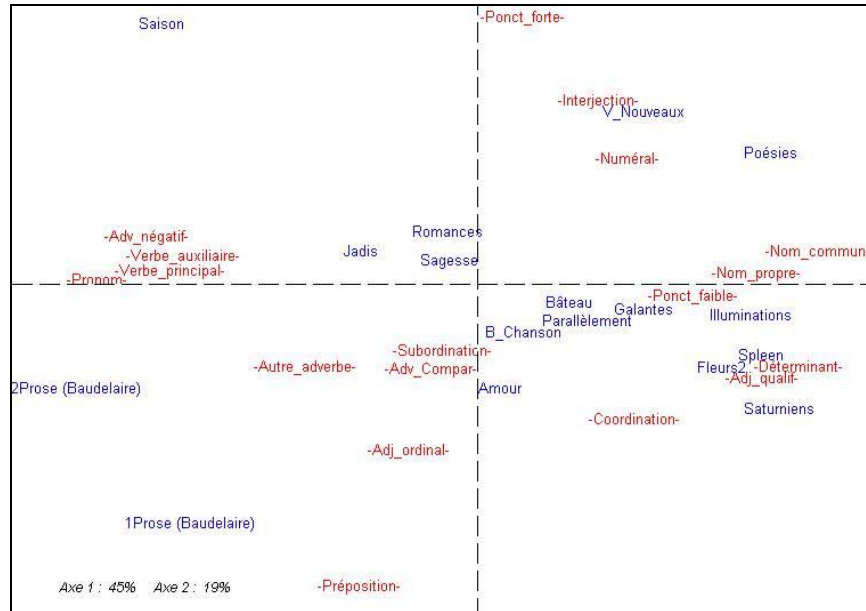 -Ponct_forte-
Saison
-Interjection-
V_Nouveaux
Poésies
-Numéral-
Romances
-Adv_négatif-
Jadis
-Nom_commun
-Verbe_auxiliaire-
Sagesse
-Verbe_principal-
-Nom_propre-
-Pronom-
-Ponct_faible-
Bâteau
Galantes
Illuminations
Parallèlement
B_Chanson
-Subordination-
Spleen
-Autre_adverbe-
-Adv_Compar-
Fleurs2
-Déterminant-
-Adj_qualif-
2Prose (Baudelaire)
Amour
Saturniens
-Coordination-
-Adj_ordinal-
1Prose (Baudelaire)
Axe 1 : 45% Axe 2 : 19%
-Préposition-